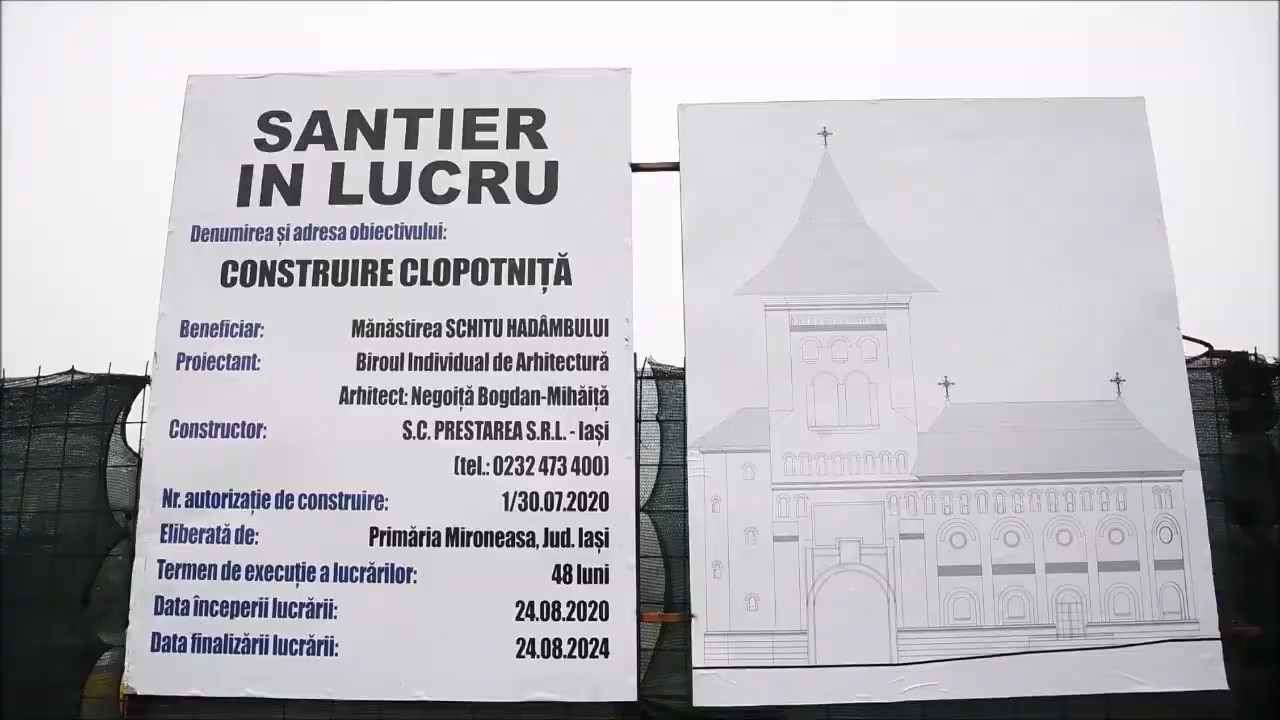 SANTIER
IN LUCRU
Denumirea și adresa obiectivului:
CONSTRUIRE CLOPOTNIȚĂ
Beneficiar: Mănăstirea SCHITU HADÂMBULUI
Proiectant: Biroul Individual de Arhitectură
Arhitect: Negoiță Bogdan-Mihăiță
Constructor: S.C. PRESTAREA S.R.L. - Iași
(tel.: 0232 473 400)
Nr. autorizație de construire: 1/30.07.2020
Eliberată de: Primăria Mironeasa, Jud. Iași
Termen de execuție a lucrărilor: 48 luni
Data începerii lucrării: 24.08.2020
Data finalizării lucrării: 24.08.2024